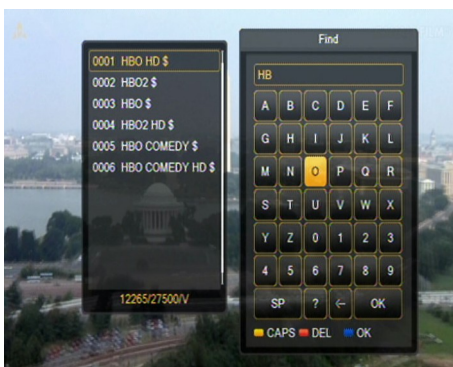 0001 HBO HD $
0002 HBO2 $
0003 HBO $
0004 HBO2 HD $
0005 HBO COMEDY $
0006 HBO COMEDY HD $
12265/27500/V
Find
HB
A B C D E F
G H I J K L
M N O P Q R
S T U V W X
Y Z 0 1 2 3
4 5 6 7 8 9
SP ? ← OK
CAPS DEL OK